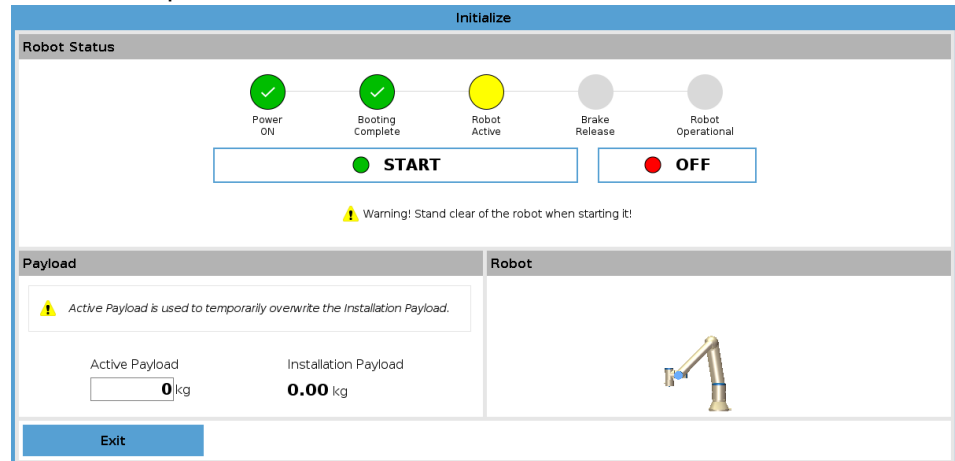 Initialize
Robot Status
Power
ON
Booting
Complete
Robot
Active
Brake
Release
Robot
Operational
START
OFF
Warning! Stand clear of the robot when starting it!
Payload
Robot
Active Payload is used to temporarily overwrite the Installation Payload.
Active Payload
Installation Payload
0 kg
0.00 kg
Exit